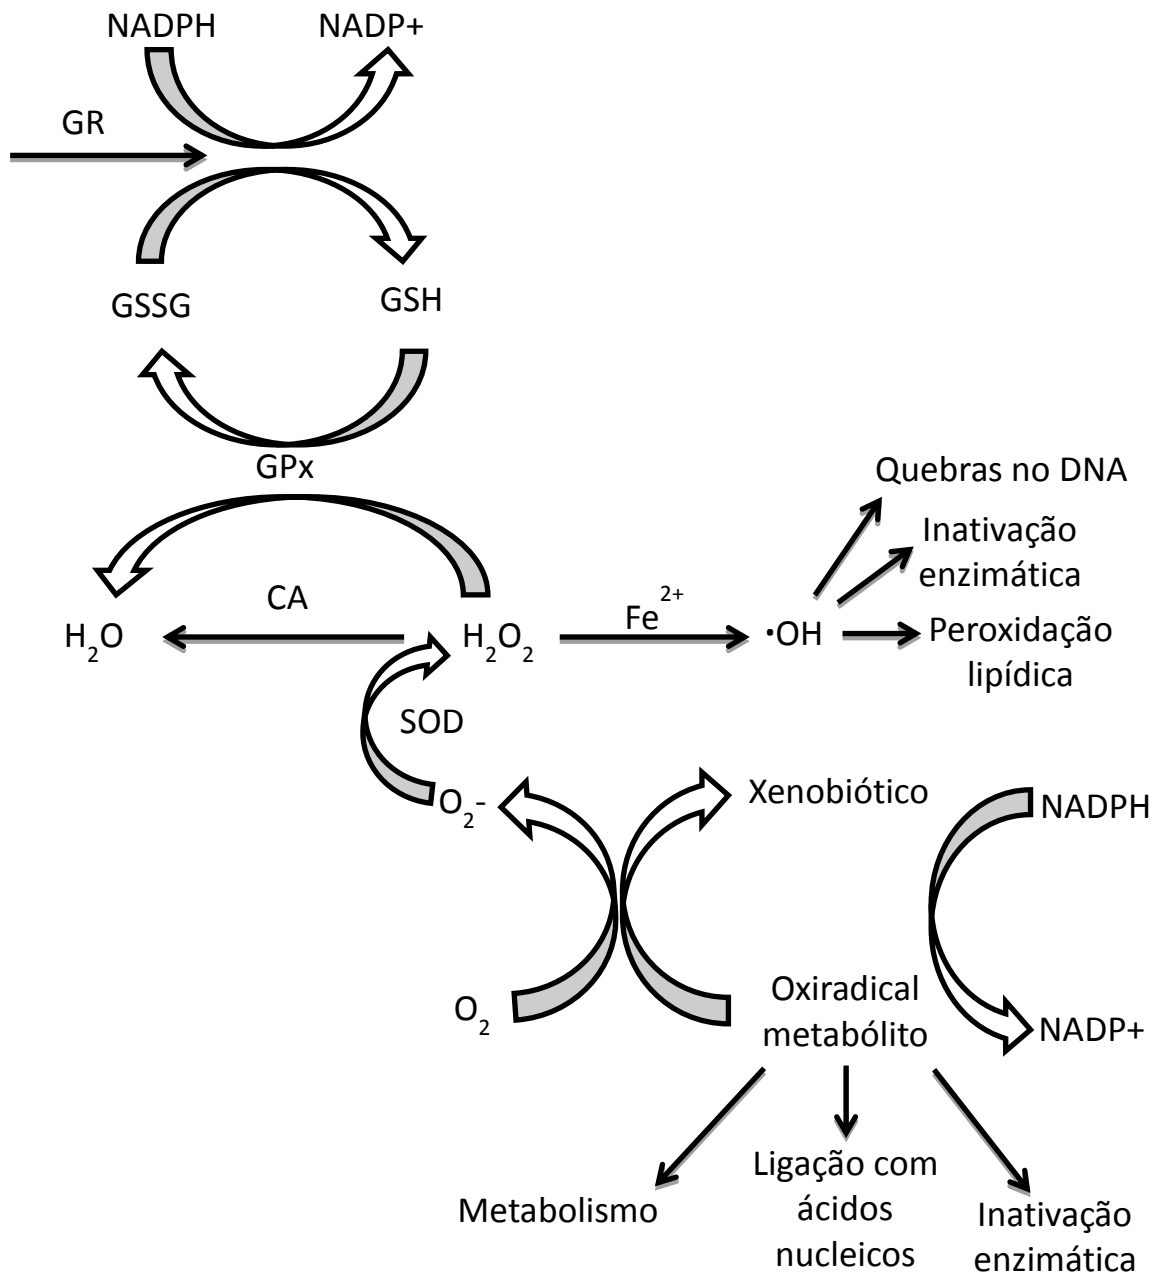 NADPH
NADP+
GR
GSSG
GSH
GPx
Quebras no DNA
Inativação
enzimática
CA
Fe2+
H2O
H2O2
·OH
Peroxidação
lipídica
SOD
O2-
Xenobiótico
NADPH
O2
Oxiradical
metabólito
NADP+
Metabolismo
Ligação com
ácidos
nucleicos
Inativação
enzimática